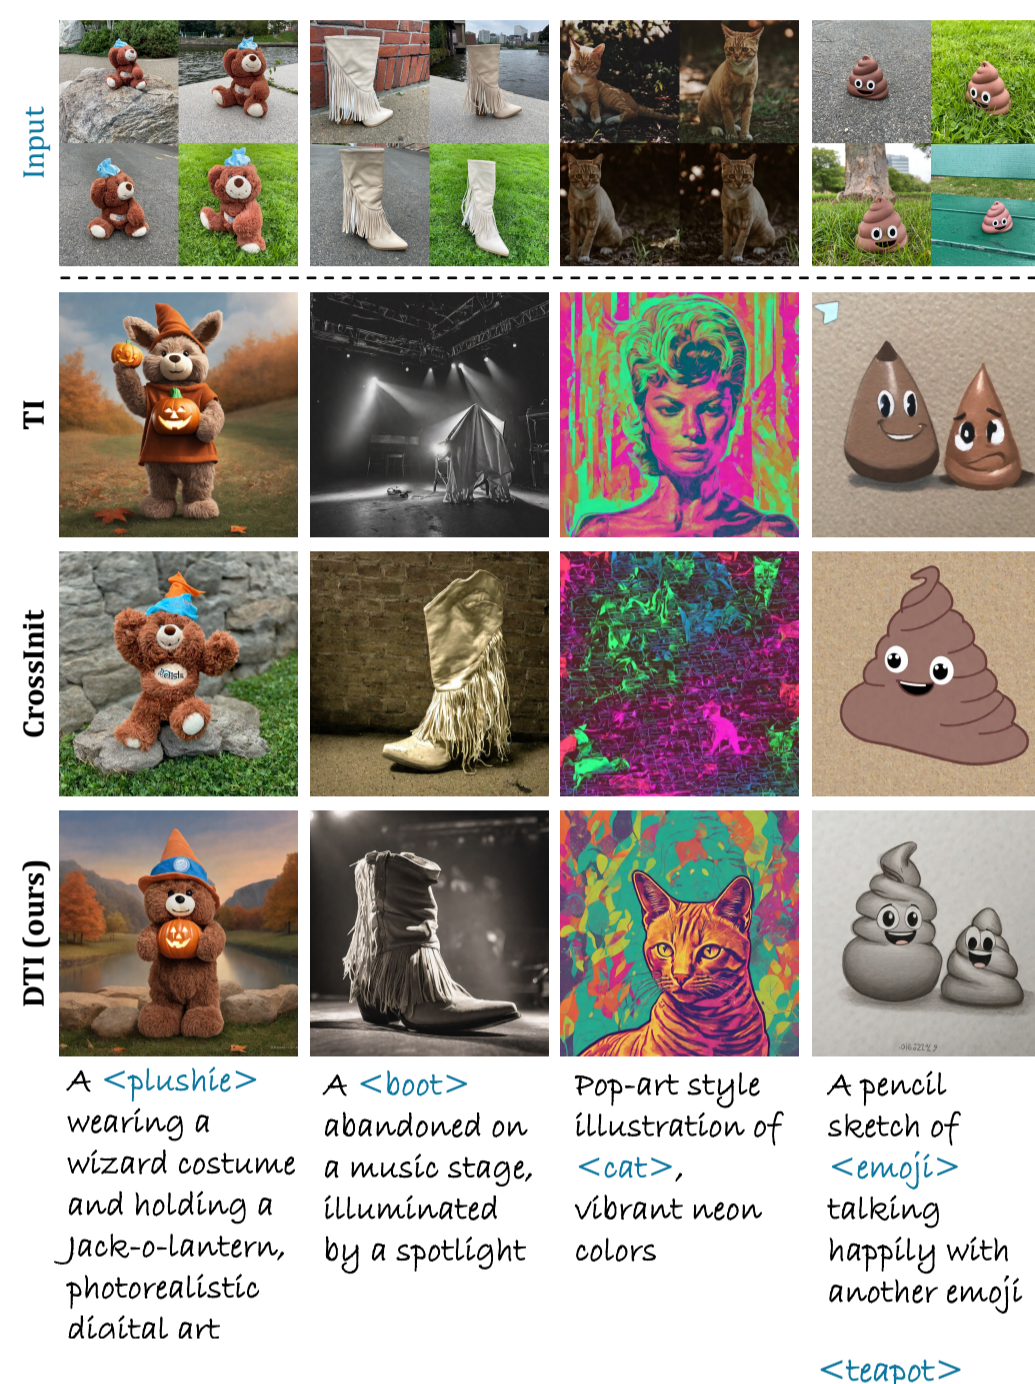 Input
TI
CrossInit
DTI (ours)
A <plushie>
wearing a
wizard costume
and holding a
Jack-o-lantern,
photorealistic
digital art
A <boot>
abandoned on
a music stage,
illuminated
by a spotlight
Pop-art style
illustration of
<cat>,
vibrant neon
colors
A pencil
sketch of
<emoji>
talking
happily with
another emoji
<teapot>